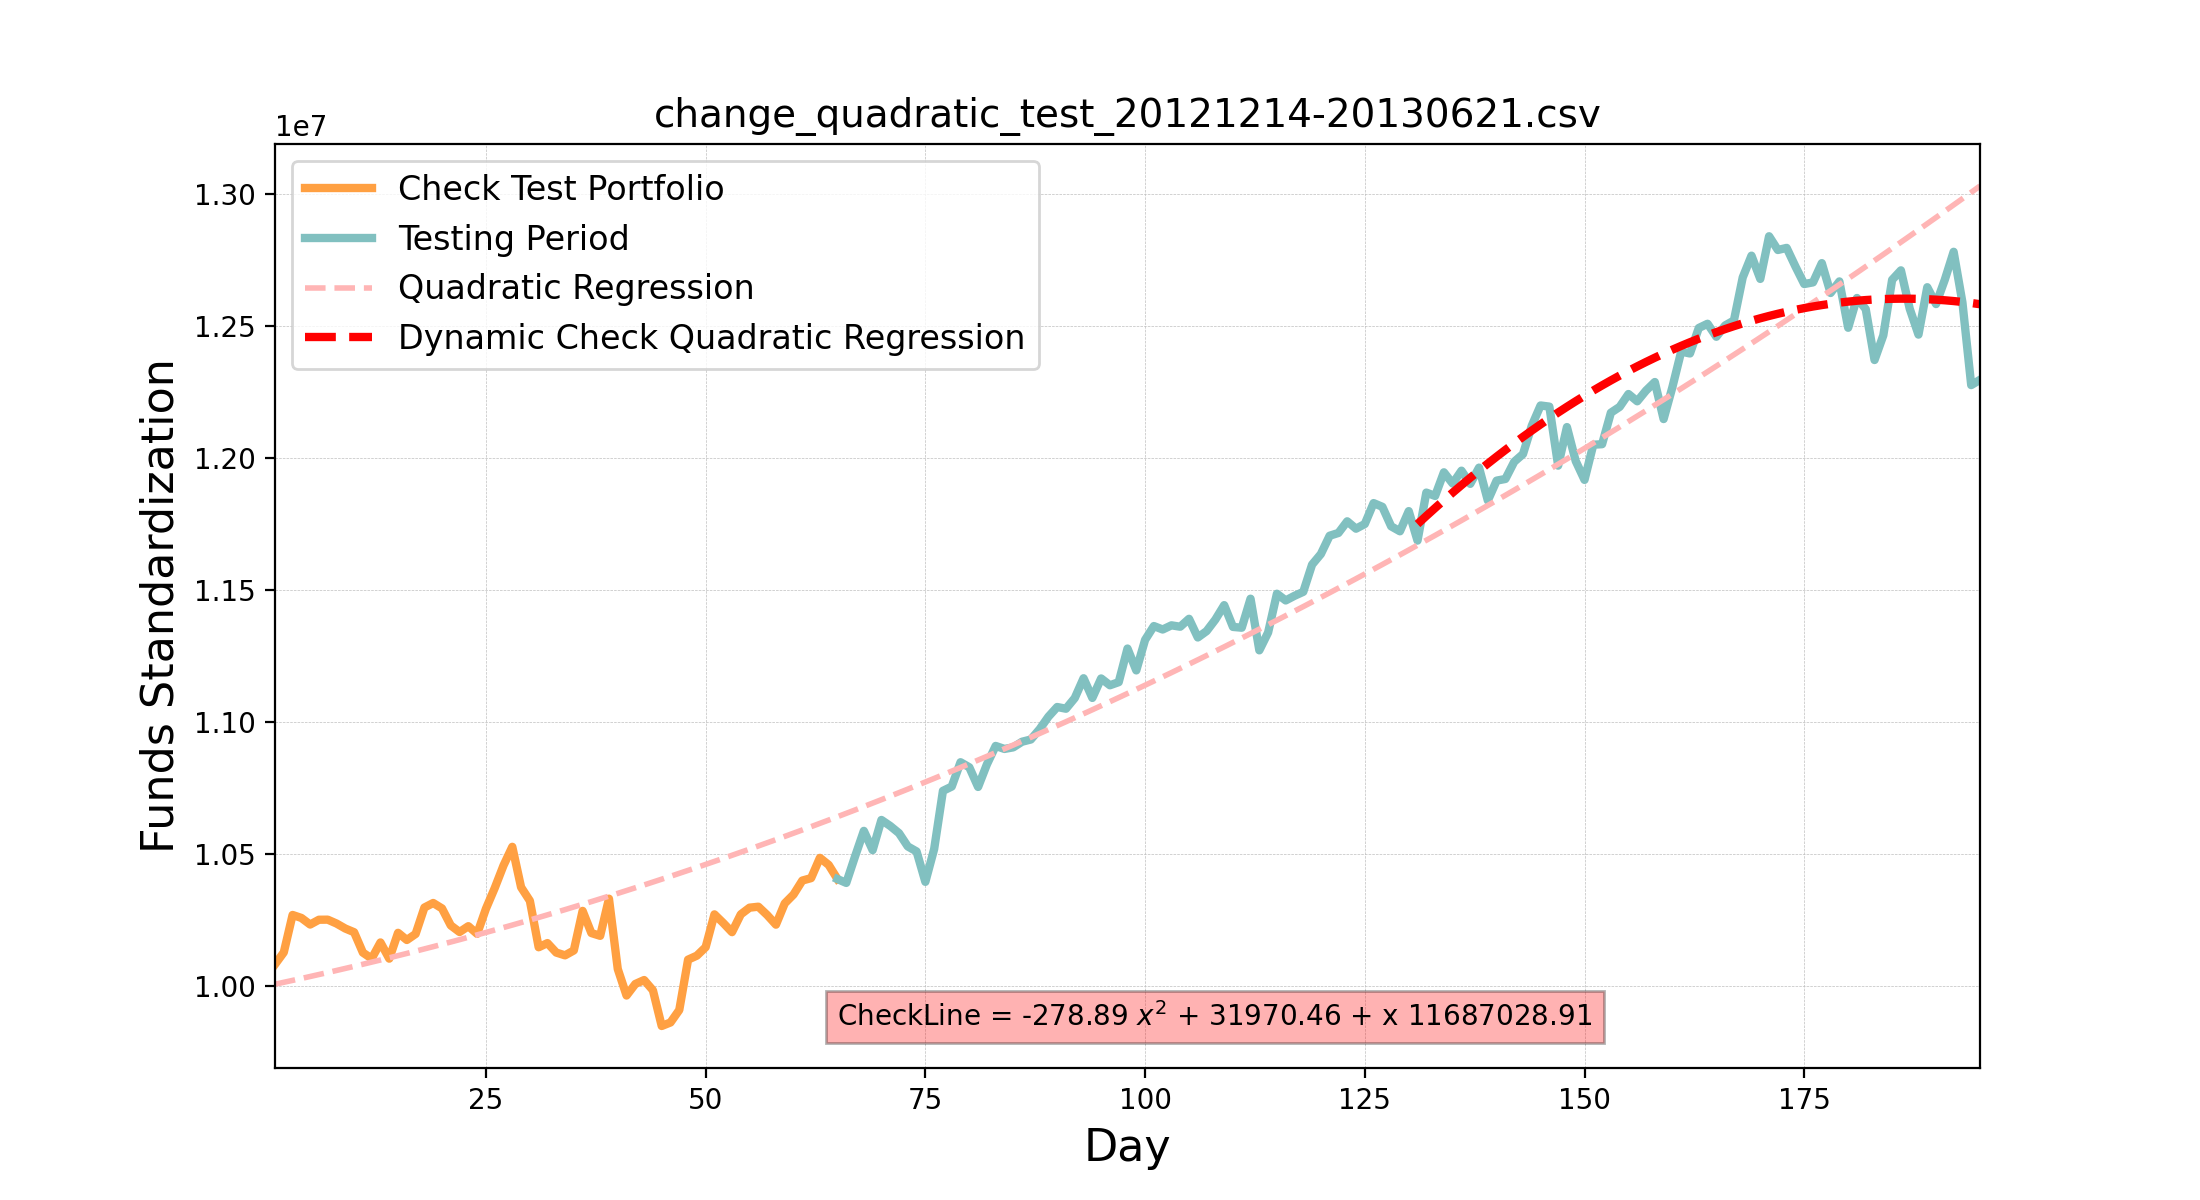 change_quadratic_test_20121214-20130621.csv
1e7
Check Test Portfolio
Testing Period
Quadratic Regression
Dynamic Check Quadratic Regression
Funds Standardization
1.30
1.25
1.20
1.15
1.10
1.05
1.00
CheckLine = -278.89 x² + 31970.46 + x 11687028.91
25 50 75 100 125 150 175
Day